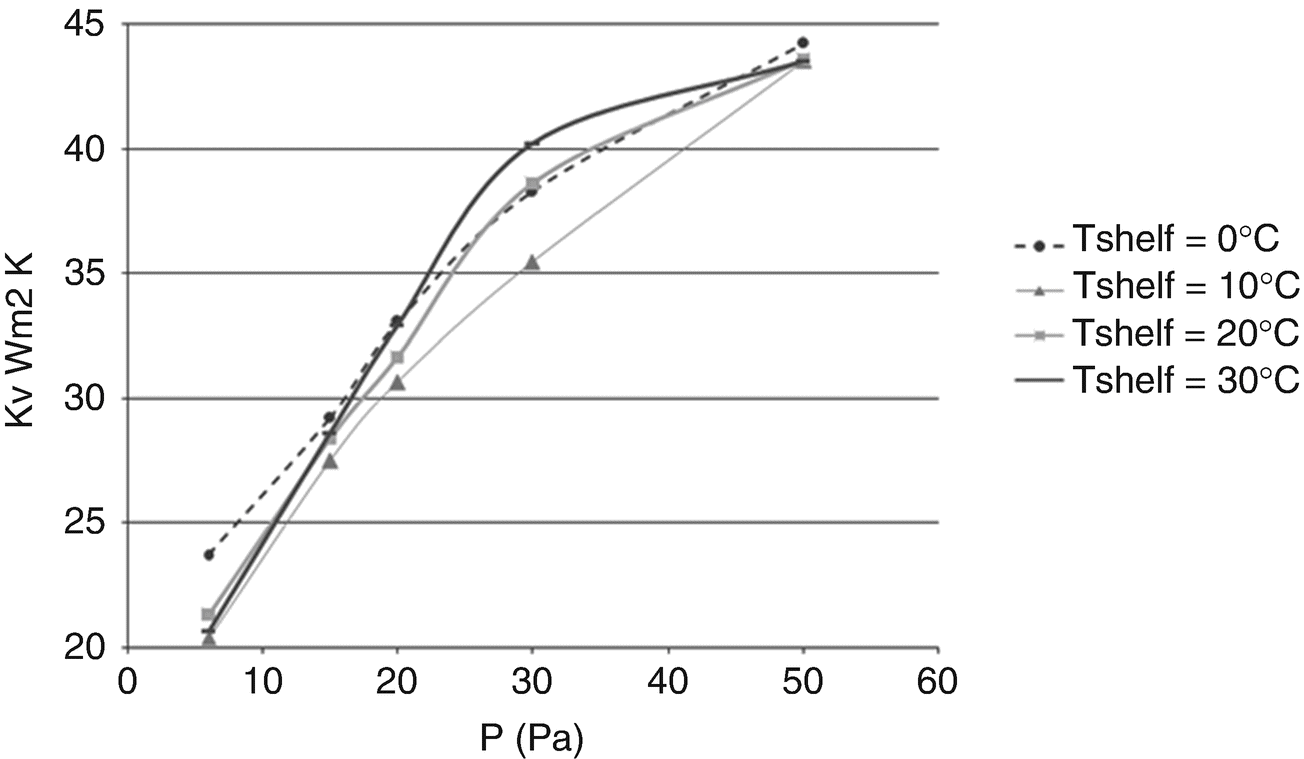 45
40
35
30
25
20
Kv Wm2 K
0 10 20 30 40 50 60
P (Pa)
Tshelf = 0°C
Tshelf = 10°C
Tshelf = 20°C
Tshelf = 30°C